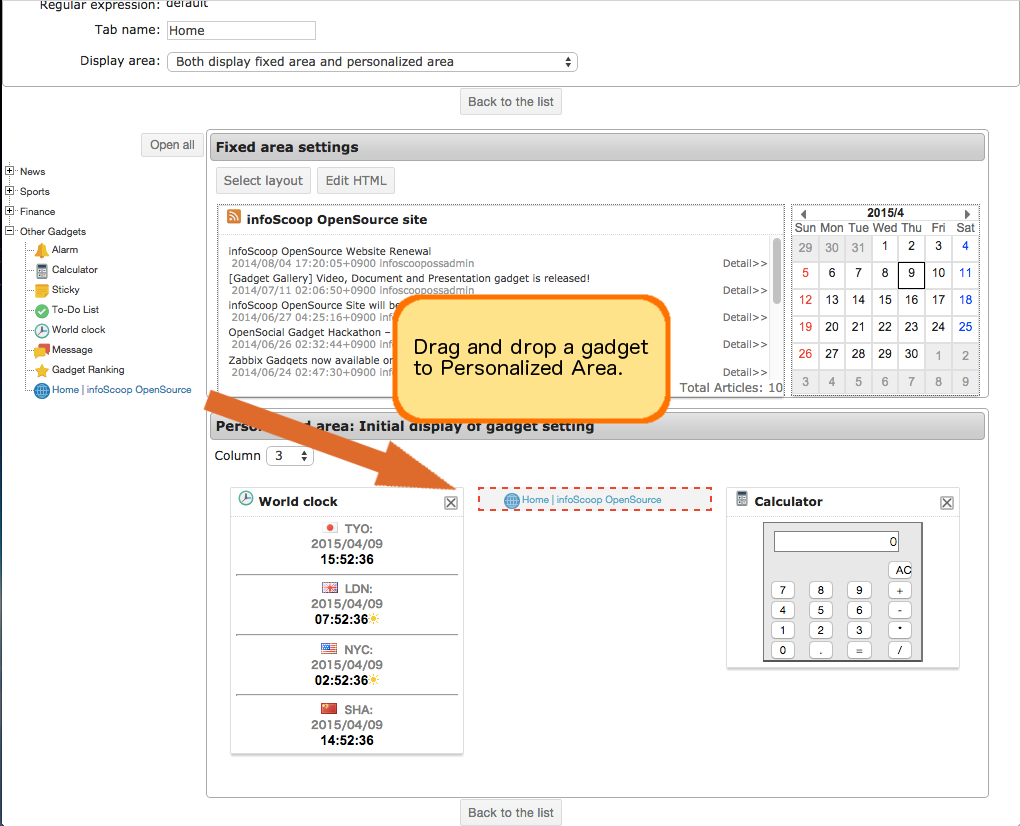 Regular expression: default
Tab name: Home
Display area: Both display fixed area and personalized area
Back to the list
Open all
News
Sports
Finance
Other Gadgets
Alarm
Calculator
Sticky
To-Do List
World clock
Message
Gadget Ranking
Home | infoScoop OpenSource
Fixed area settings
Select layout Edit HTML
infoScoop OpenSource site
infoScoop OpenSource Website Renewal
2014/08/04 17:20:05+0900 infoscoopossadmin Detail>>
[Gadget Gallery] Video, Document and Presentation gadget is released!
2014/07/11 02:06:50+0900 infoscoopossadmin Detail>>
infoScoop OpenSource Site will be
2014/06/27 04:25:16+0900 Detail>>
OpenSocial Gadget Hackathon –
2014/06/26 02:32:44+0900 Detail>>
Zabbix Gadgets now available on
2014/06/24 02:47:30+0900 Detail>>
Total Articles: 10
2015/4
Sun Mon Tue Wed Thu Fri Sat
29 30 31 1 2 3 4
5 6 7 8 9 10 11
12 13 14 15 16 17 18
19 20 21 22 23 24 25
26 27 28 29 30 1 2
3 4 5 6 7 8 9
Drag and drop a gadget
to Personalized Area.
area: Initial display of gadget setting
Column 3
World clock
TYO:
2015/04/09
15:52:36
LDN:
2015/04/09
07:52:36
NYC:
2015/04/09
02:52:36
SHA:
2015/04/09
14:52:36
Home | infoScoop OpenSource
Calculator
0
AC
7 8 9 +
4 5 6 -
1 2 3 *
0 . = /
Back to the list